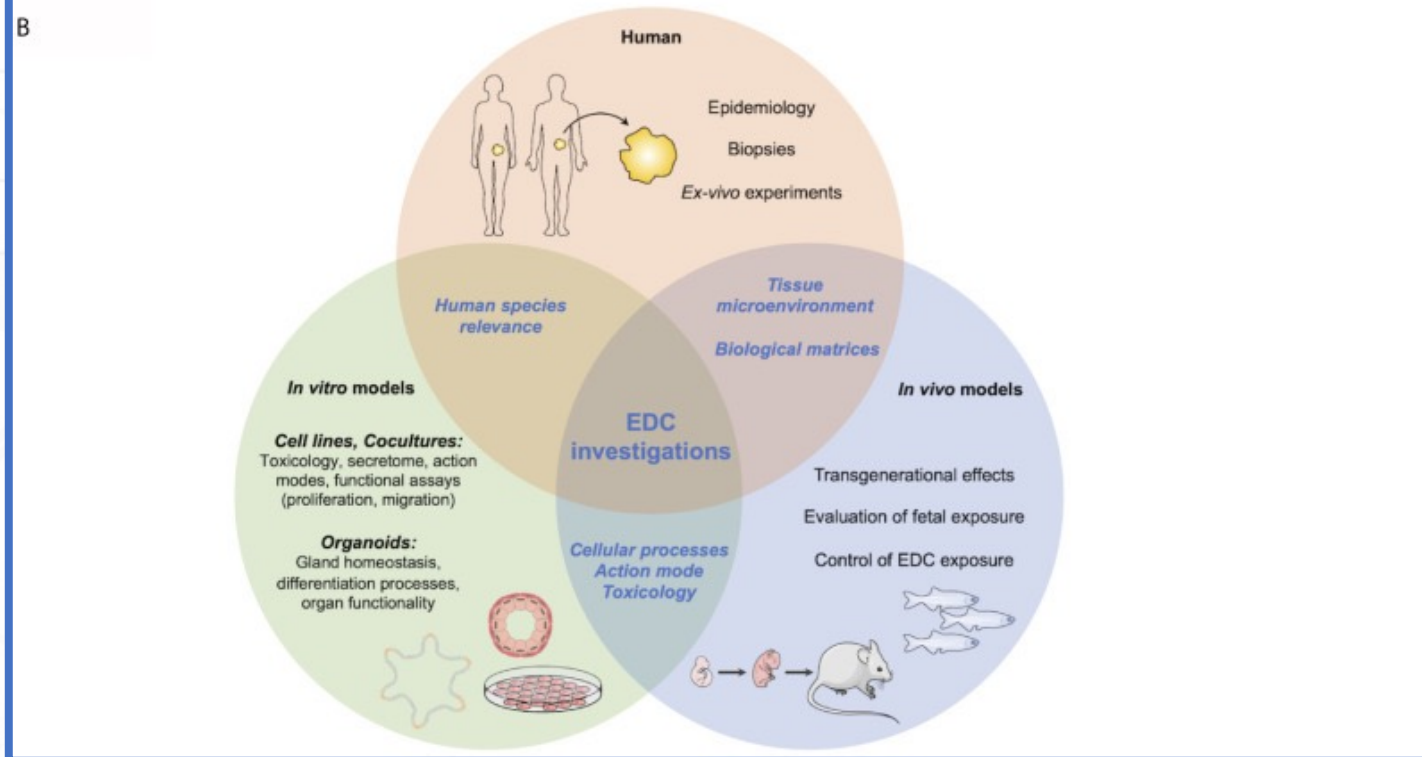 B
Human
Epidemiology
Biopsies
Ex-vivo experiments
Human species
relevance
Tissue
microenvironment
Biological matrices
In vitro models
Cell lines, Cocultures:
Toxicology, secretome, action
modes, functional assays
(proliferation, migration)
Organoids:
Gland homeostasis,
differentiation processes,
organ functionality
EDC
investigations
Cellular processes
Action mode
Toxicology
In vivo models
Transgenerational effects
Evaluation of fetal exposure
Control of EDC exposure